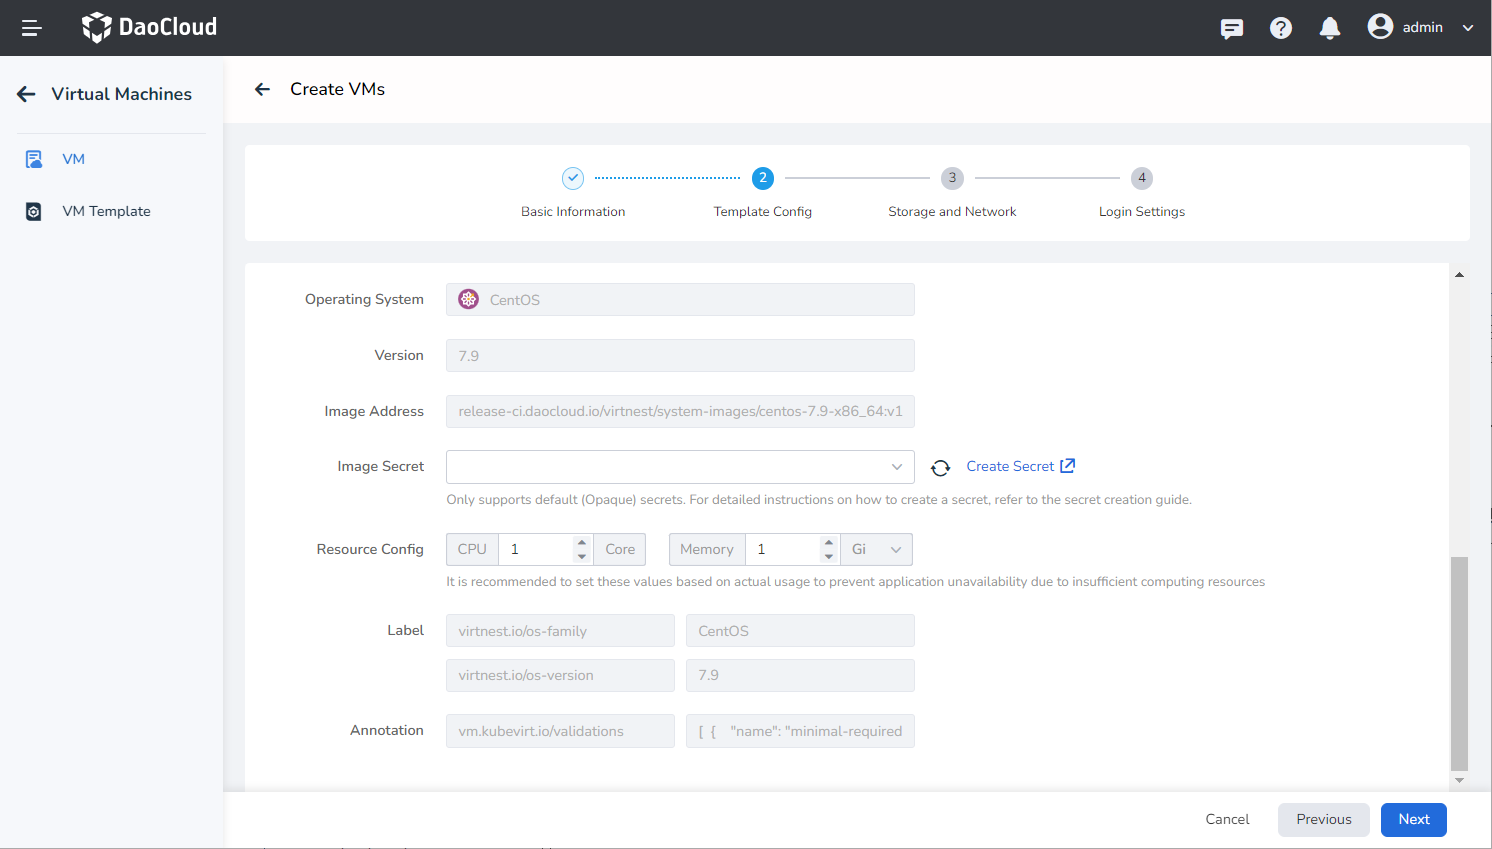 DaoCloud
admin
Virtual Machines
VM
VM Template
Create VMs
2
3
4
Basic Information
Template Config
Storage and Network
Login Settings
Operating System
CentOS
Version
7.9
Image Address
release-ci.daocloud.io/virtnest/system-images/centos-7.9-x86_64:v1
Image Secret
Create Secret
Only supports default (Opaque) secrets. For detailed instructions on how to create a secret, refer to the secret creation guide.
Resource Config
CPU 1 Core Memory 1 Gi
It is recommended to set these values based on actual usage to prevent application unavailability due to insufficient computing resources
Label
virtnest.io/os-family CentOS
virtnest.io/os-version 7.9
Annotation
vm.kubevirt.io/validations [ { "name": "minimal-required
Cancel
Previous
Next